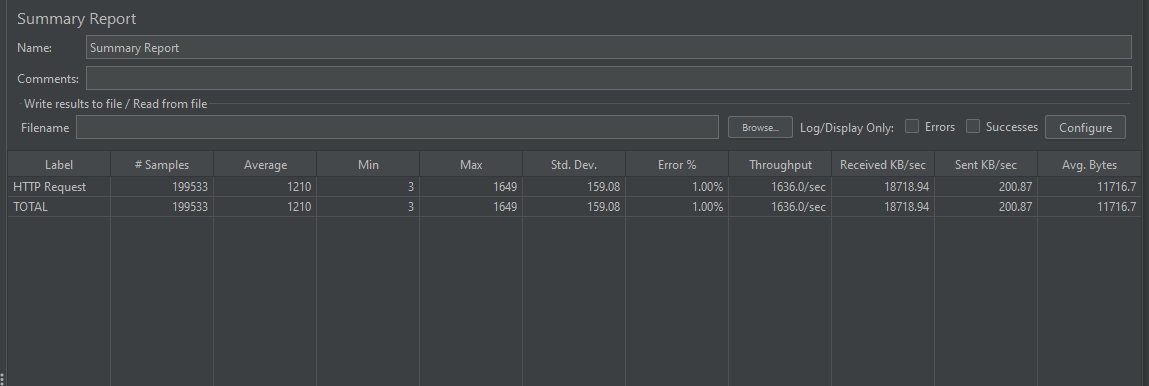 Summary Report
Name: Summary Report
Comments:
Write results to file / Read from file
Filename Browse... Log/Display Only: Errors Successes Configure
Label # Samples Average Min Max Std. Dev. Error % Throughput Received KB/sec Sent KB/sec Avg. Bytes
HTTP Request 199533 1210 3 1649 159.08 1.00% 1636.0/sec 18718.94 200.87 11716.7
TOTAL 199533 1210 3 1649 159.08 1.00% 1636.0/sec 18718.94 200.87 11716.7